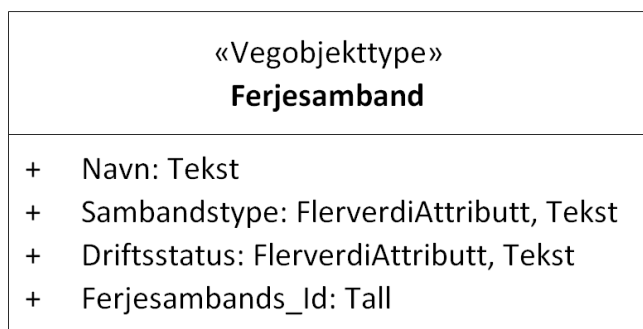 «Vegobjekttype»
Ferjesamband
+ Navn: Tekst
+ Sambandstype: FlerverdiAttributt, Tekst
+ Driftsstatus: FlerverdiAttributt, Tekst
+ Ferjesambands_Id: Tall